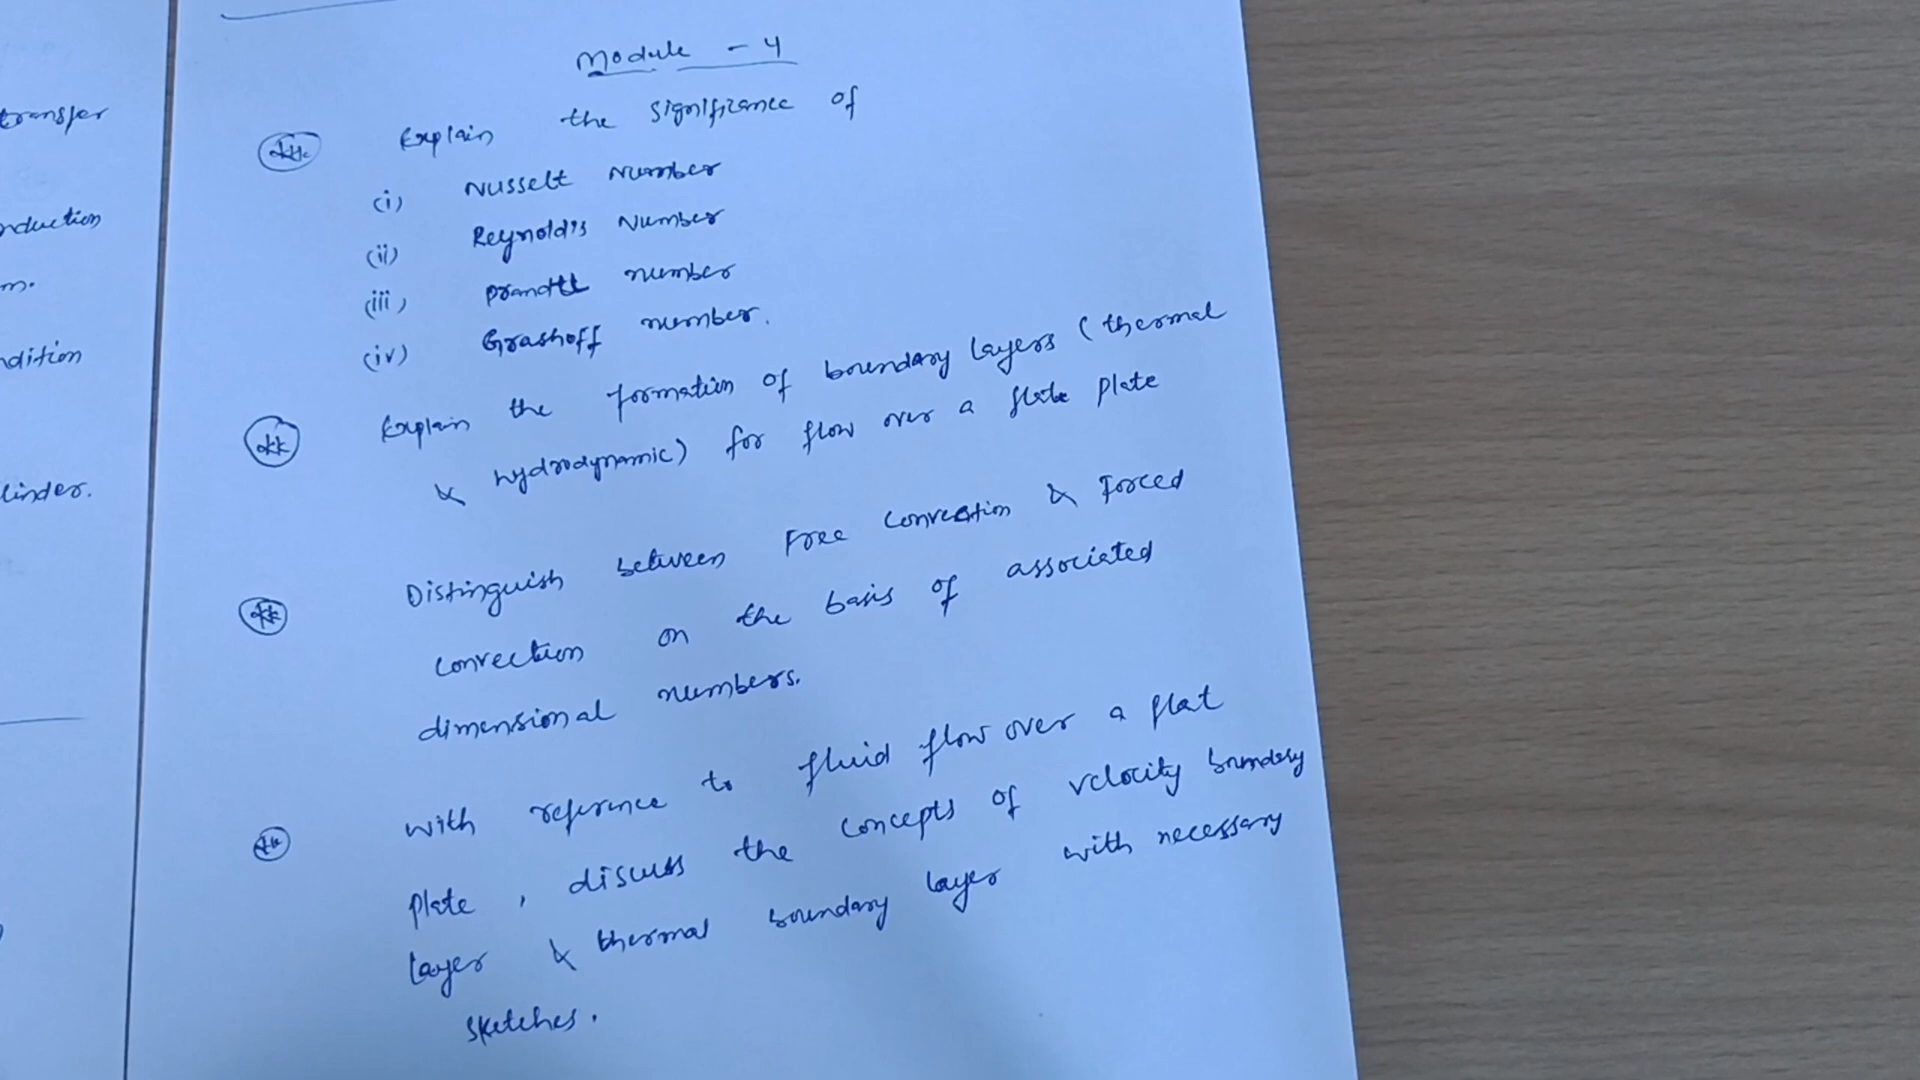 transfer
nduction
m.
ndition
linder.
Module - 4
** Explain the significance of
(i) Nusselt Number
(ii) Reynold's Number
(iii) prandtl number
(iv) Grashoff number.
** Explain the formation of boundary layers (thermal
& hydrodynamic) for flow over a flate plate
** Distinguish between Free convection & Forced
convection on the basis of associated
dimensional numbers.
** with reference to fluid flow over a flat
plate, discuss the concepts of velocity boundary
layer & thermal boundary layer with necessary
sketches.